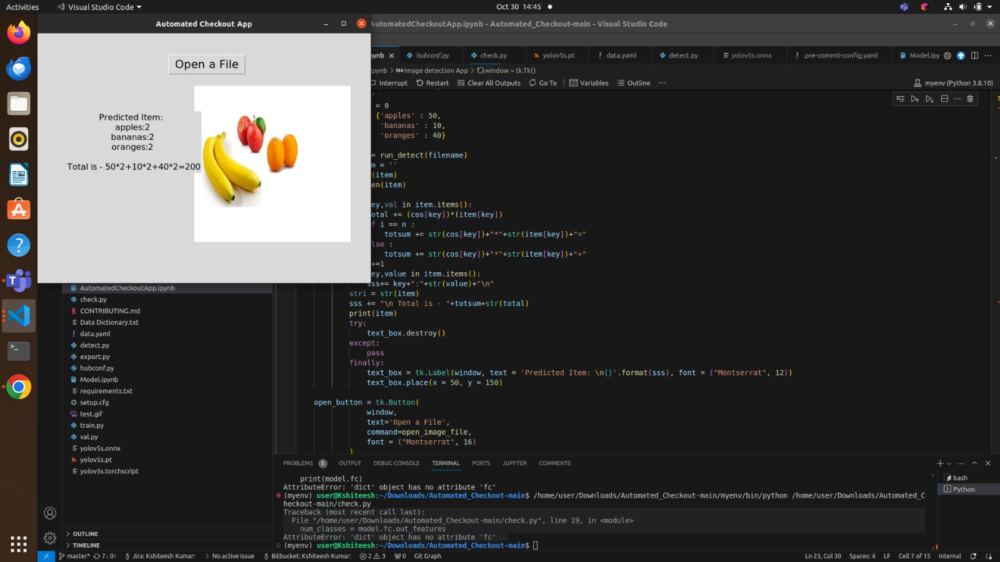 Activities
Visual Studio Code
Oct 30 14:45
Automated Checkout App
AutomatedCheckoutApp.ipynb - Automated_Checkout-main - Visual Studio Code
Open a File
Predicted Item:
apples:2
bananas:2
oranges:2
Total is - 50*2+10*2+40*2=200
ynb
hubconf.py
check.py
yolov5s.pt
! data.yaml
detect.py
yolov5s.onnx
! .pre-commit-config.yaml
Model.ipy
ipynb > M↓Image detection App > window = tk.Tk()
Interrupt
Restart
Clear All Outputs
Go To
Variables
Outline
myenv (Python 3.8.10)
'
= 0
{'apples' : 50,
'bananas' : 10,
'oranges' : 40}
= run_detect(filename)
m = ''
(item)
en(item)
ey,val in item.items():
otal += (cos[key])*(item[key])
f i == n :
totsum += str(cos[key])+"*"+str(item[key])+"="
lse :
totsum += str(cos[key])+"*"+str(item[key])+"+"
+=1
ey,value in item.items():
sss+= key+":"+str(value)+"\n"
stri = str(item)
sss += "\n Total is - "+totsum+str(total)
print(item)
try:
text_box.destroy()
except:
pass
finally:
text_box = tk.Label(window, text = 'Predicted Item: \n{}'.format(sss), font = ("Montserrat", 12))
text_box.place(x = 50, y = 150)
open_button = tk.Button(
window,
text='Open a File',
command=open_image_file,
font = ("Montserrat", 16)
)
AutomatedCheckoutApp.ipynb
check.py
CONTRIBUTING.md
Data Dictionary.txt
! data.yaml
detect.py
export.py
hubconf.py
Model.ipynb
requirements.txt
setup.cfg
test.gif
train.py
val.py
yolov5s.onnx
yolov5s.pt
yolov5s.torchscript
OUTLINE
TIMELINE
PROBLEMS 5
OUTPUT
DEBUG CONSOLE
TERMINAL
PORTS
JUPYTER
COMMENTS
print(model.fc)
AttributeError: 'dict' object has no attribute 'fc'
(myenv) user@Kshiteesh:~/Downloads/Automated_Checkout-main$ /home/user/Downloads/Automated_Checkout-main/myenv/bin/python /home/user/Downloads/Automated_C
heckout-main/check.py
Traceback (most recent call last):
File "/home/user/Downloads/Automated_Checkout-main/check.py", line 19, in <module>
num_classes = model.fc.out_features
AttributeError: 'dict' object has no attribute 'fc'
(myenv) user@Kshiteesh:~/Downloads/Automated_Checkout-main$
bash
Python
master*
7↓ 0↑
Jira: Kshiteesh Kumar:
No active issue
Bitbucket: Kshiteesh Kumar:
2
3
0
Git Graph
Ln 23, Col 30
Spaces: 4
LF
Cell 7 of 15
Internal